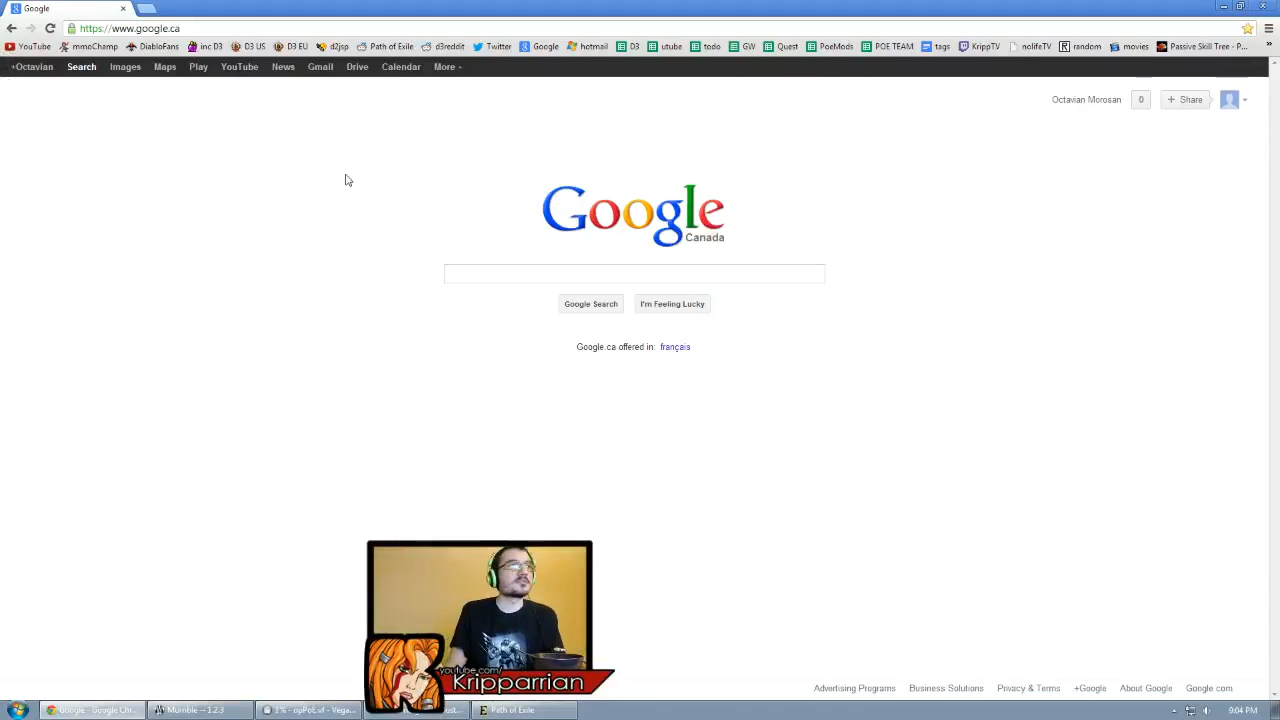 Google
https://www.google.ca
YouTube mmoChamp DiabloFans inc D3 D3 US D3 EU d2jsp Path of Exile d3reddit Twitter Google hotmail D3 utube todo GW Quest PoeMods POE TEAM tags KrippTV nolifeTV random movies Passive Skill Tree - P... »
+Octavian Search Images Maps Play YouTube News Gmail Drive Calendar More
Octavian Morosan 0 + Share
Google
Canada
Google Search I'm Feeling Lucky
Google.ca offered in: français
youtube.com/
Kripparrian
Advertising Programs Business Solutions Privacy & Terms +Google About Google Google.com
Google - Google Chr... Mumble -- 1.2.3 Path of Exile 9:04 PM